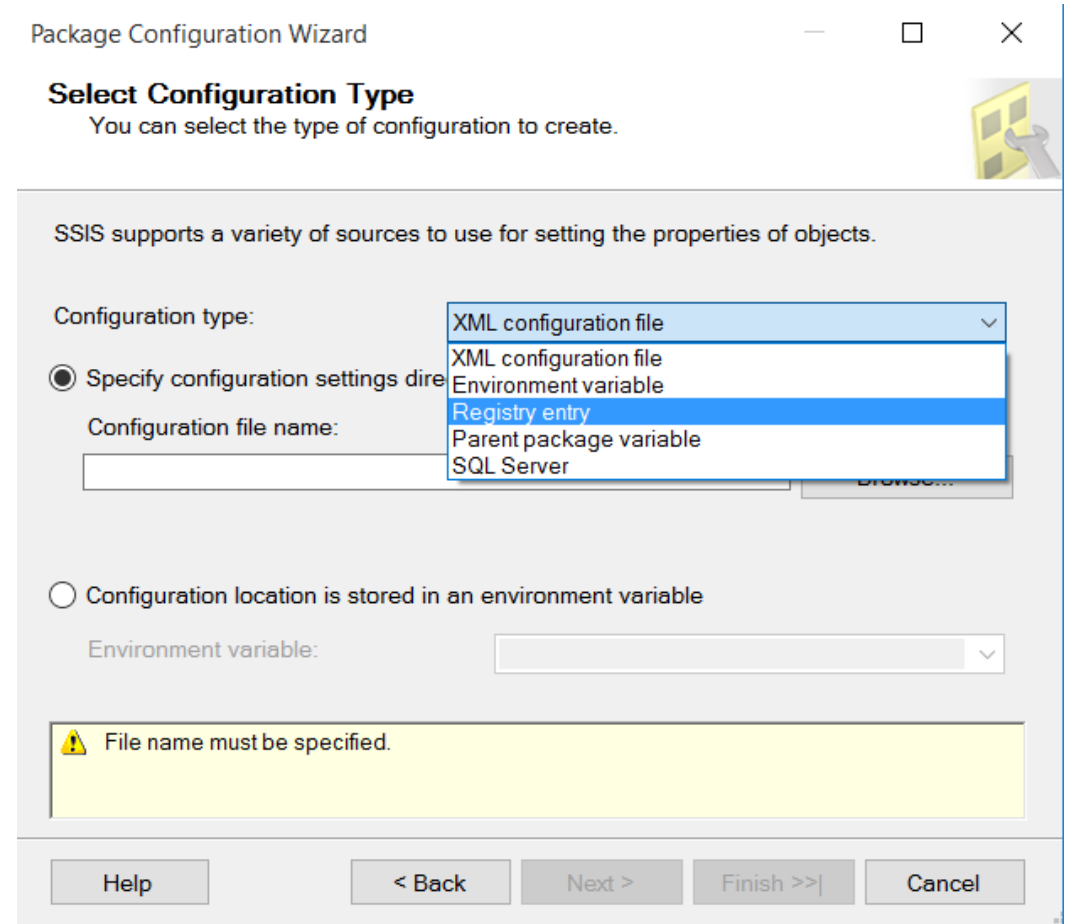 Package Configuration Wizard
Select Configuration Type
You can select the type of configuration to create.
SSIS supports a variety of sources to use for setting the properties of objects.
Configuration type:
XML configuration file
XML configuration file
Specify configuration settings dire
Environment variable
Registry entry
Configuration file name:
Parent package variable
SQL Server
Browse...
Configuration location is stored in an environment variable
Environment variable:
File name must be specified.
Help
< Back
Next >
Finish >>|
Cancel